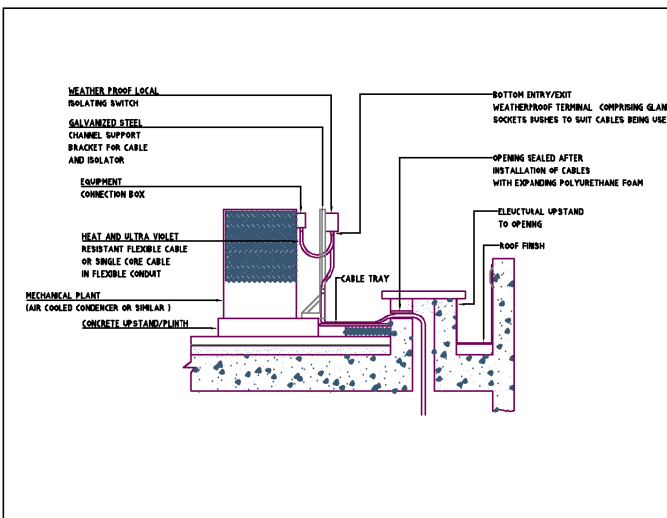 WEATHER PROOF LOCAL
ISOLATING SWITCH
GALVANIZED STEEL
CHANNEL SUPPORT
BRACKET FOR CABLE
AND ISOLATOR
EQUIPMENT
CONNECTION BOX
HEAT AND ULTRA VIOLET
RESISTANT FLEXIBLE CABLE
OR SINGLE CORE CABLE
IN FLEXIBLE CONDUIT
MECHANICAL PLANT
(AIR COOLED CONDENCER OR SIMILAR )
CONCRETE UPSTAND/PLINTH
CABLE TRAY
BOTTOM ENTRY/EXIT
WEATHERPROOF TERMINAL COMPRISING GLAN
SOCKETS BUSHES TO SUIT CABLES BEING USE
OPENING SEALED AFTER
INSTALLATION OF CABLES
WITH EXPANDING POLYURETHANE FOAM
ELEUCTURAL UPSTAND
TO OPENING
ROOF FINISH